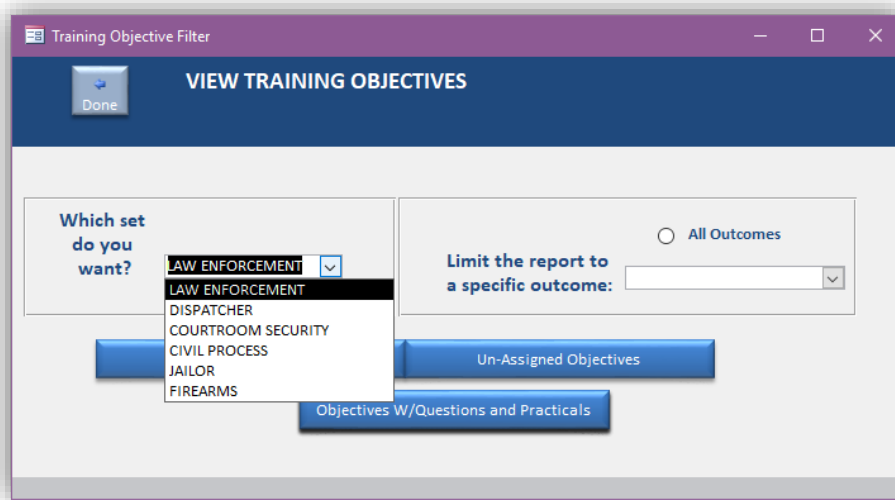 Training Objective Filter
Done
VIEW TRAINING OBJECTIVES
Which set
do you
want?
LAW ENFORCEMENT
LAW ENFORCEMENT
DISPATCHER
COURTROOM SECURITY
CIVIL PROCESS
JAILOR
FIREARMS
All Outcomes
Limit the report to
a specific outcome:
Un-Assigned Objectives
Objectives W/Questions and Practicals